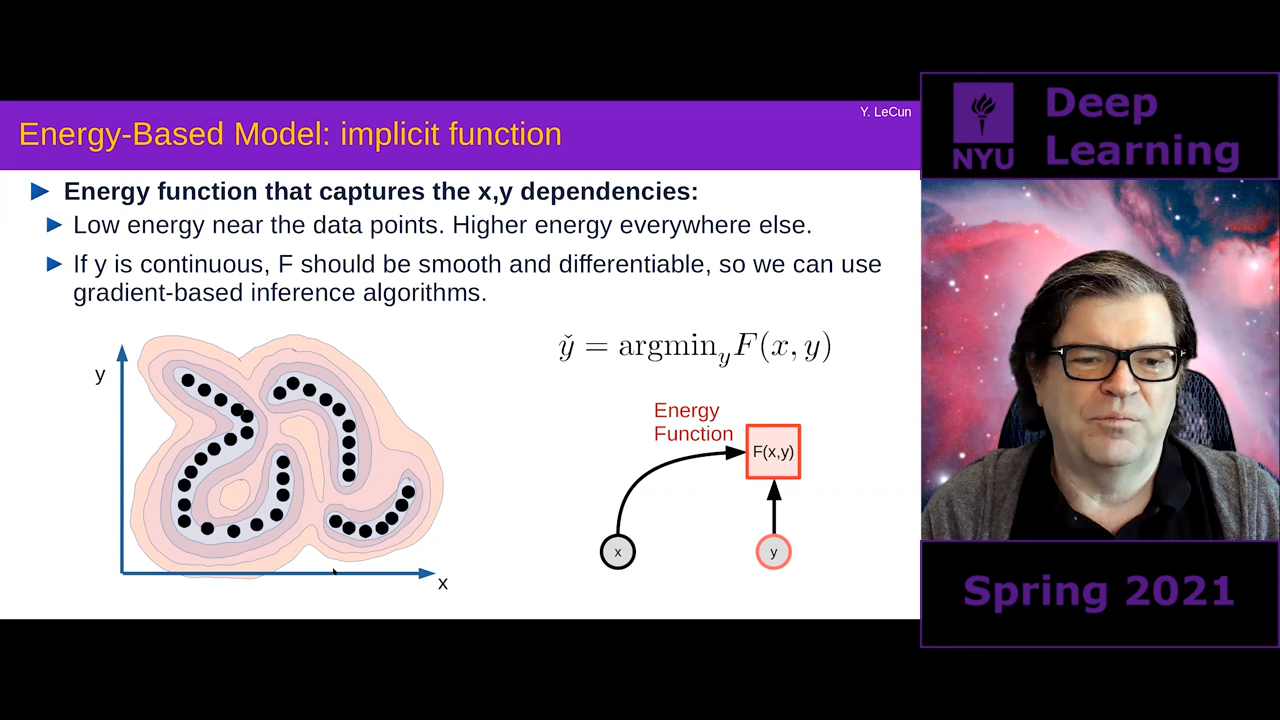 Y. LeCun
Energy-Based Model: implicit function
Energy function that captures the x,y dependencies:
Low energy near the data points. Higher energy everywhere else.
If y is continuous, F should be smooth and differentiable, so we can use
gradient-based inference algorithms.
y
x
y̌ = argmin_y F(x, y)
Energy
Function
F(x,y)
x
y
NYU
Deep
Learning
Spring 2021